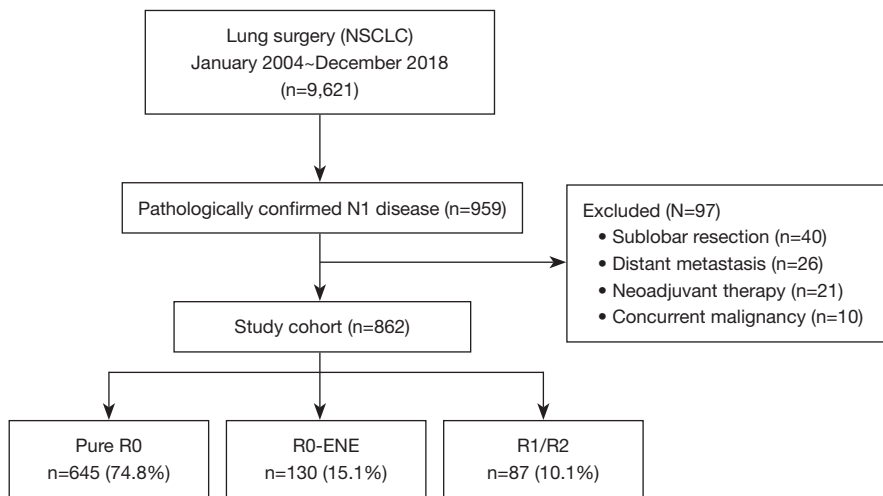 Lung surgery (NSCLC)
January 2004~December 2018
(n=9,621)
Pathologically confirmed N1 disease (n=959)
Excluded (N=97)
• Sublobar resection (n=40)
• Distant metastasis (n=26)
• Neoadjuvant therapy (n=21)
• Concurrent malignancy (n=10)
Study cohort (n=862)
Pure R0
n=645 (74.8%)
R0-ENE
n=130 (15.1%)
R1/R2
n=87 (10.1%)